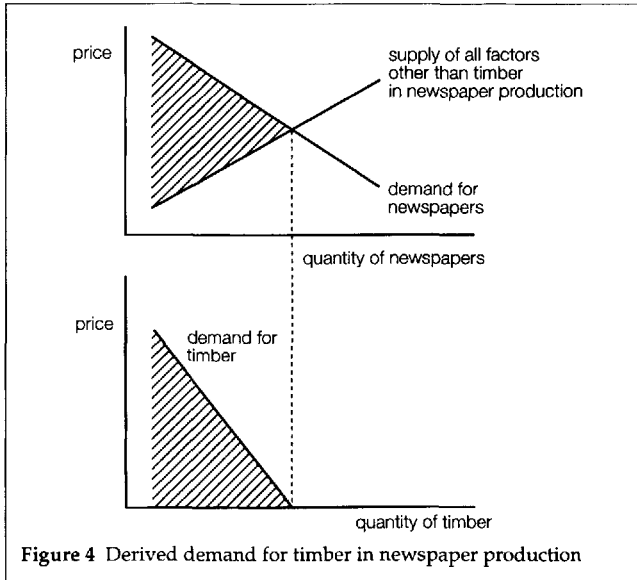 price
supply of all factors
other than timber
in newspaper production
demand for
newspapers
quantity of newspapers
price
demand for
timber
quantity of timber
Figure 4 Derived demand for timber in newspaper production